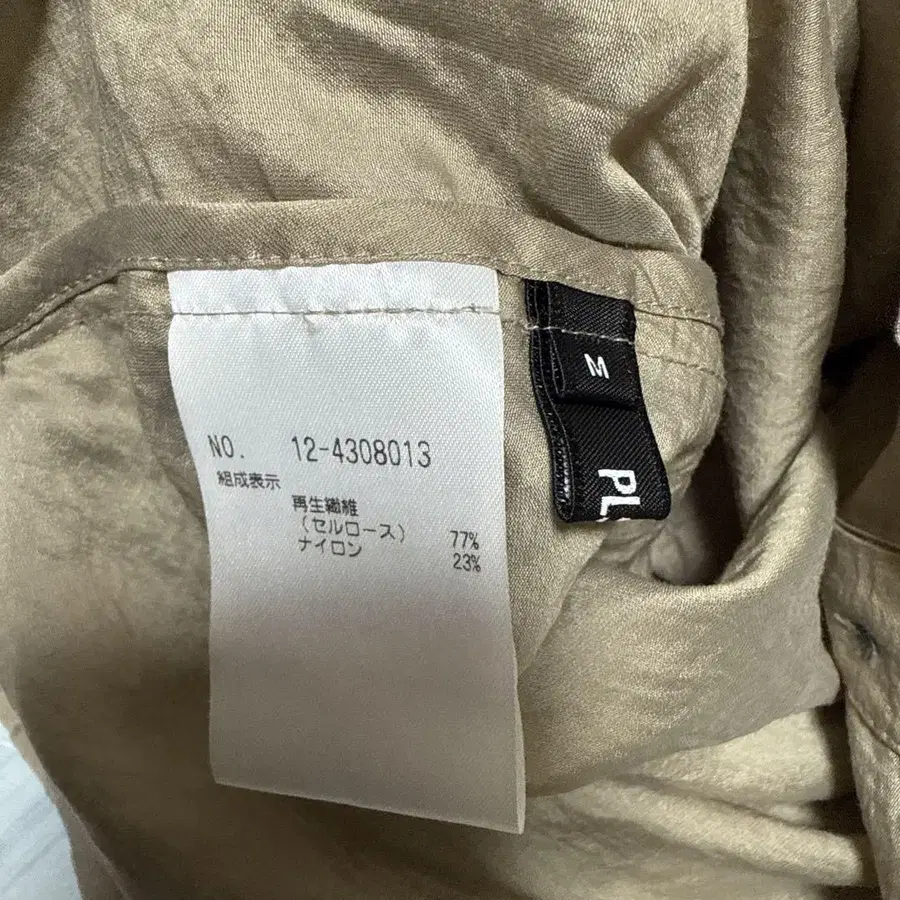 NO. 12-4308013
組成表示
再生繊維
(セルロース) 77%
ナイロン 23%
M